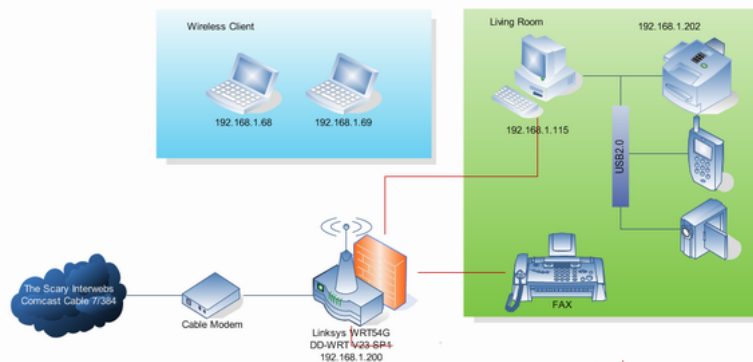 Wireless Client
192.168.1.68
192.168.1.69
Living Room
192.168.1.202
192.168.1.115
USB2.0
FAX
The Scary Interwebs
Comcast Cable 7/384
Cable Modem
Linksys WRT54G
DD-WRT V23 SP1
192.168.1.200